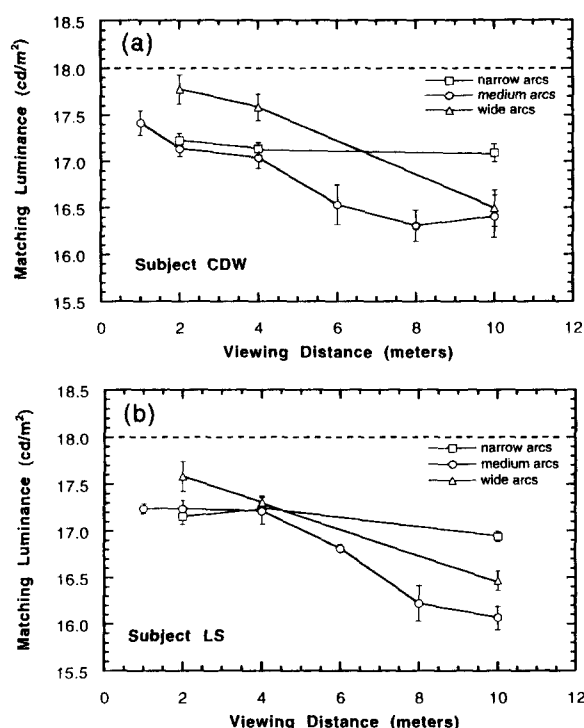 (a)
18.5
18.0
17.5
17.0
16.5
16.0
15.5
Matching Luminance (cd/m²)
narrow arcs
medium arcs
wide arcs
Subject CDW
0 2 4 6 8 10 12
Viewing Distance (meters)
(b)
18.5
18.0
17.5
17.0
16.5
16.0
15.5
Matching Luminance (cd/m²)
narrow arcs
medium arcs
wide arcs
Subject LS
0 2 4 6 8 10 12
Viewing Distance (meters)